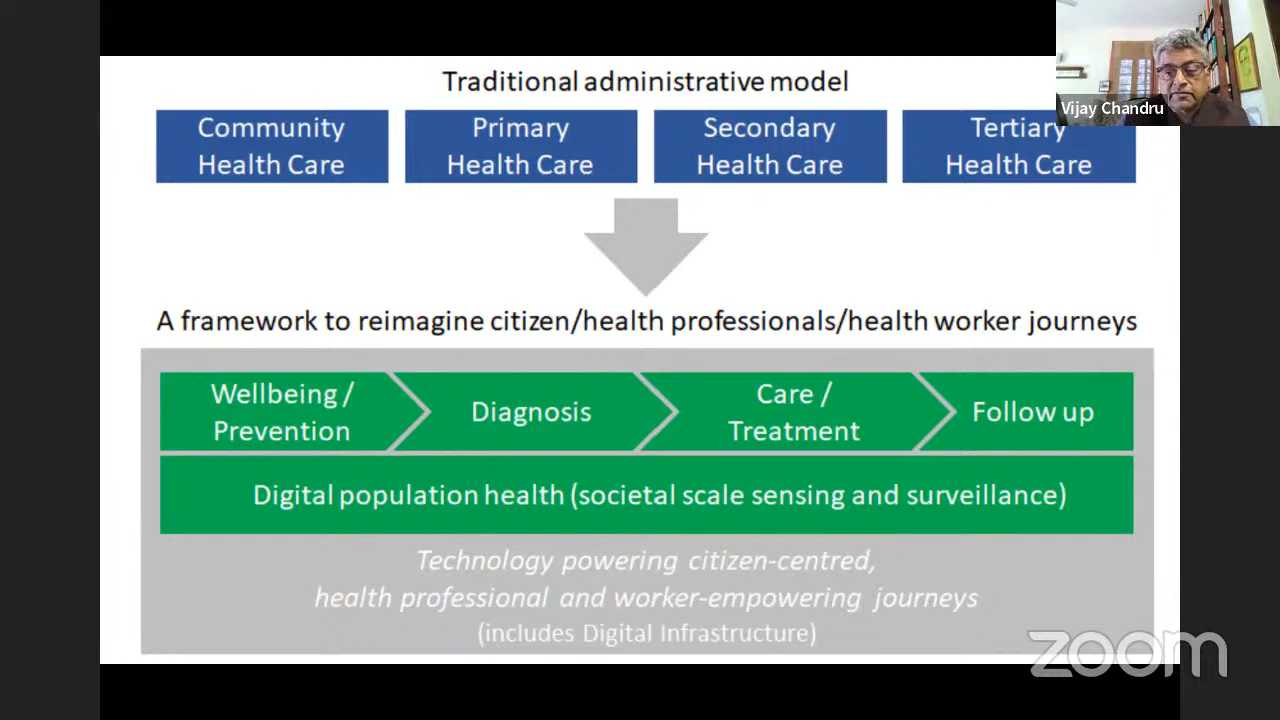 Traditional administrative model
Vijay Chandru
Community
Health Care
Primary
Health Care
Secondary
Health Care
Tertiary
Health Care
A framework to reimagine citizen/health professionals/health worker journeys
Wellbeing /
Prevention
Diagnosis
Care /
Treatment
Follow up
Digital population health (societal scale sensing and surveillance)
Technology powering citizen-centred,
health professional and worker-empowering journeys
(includes Digital Infrastructure)
zoom